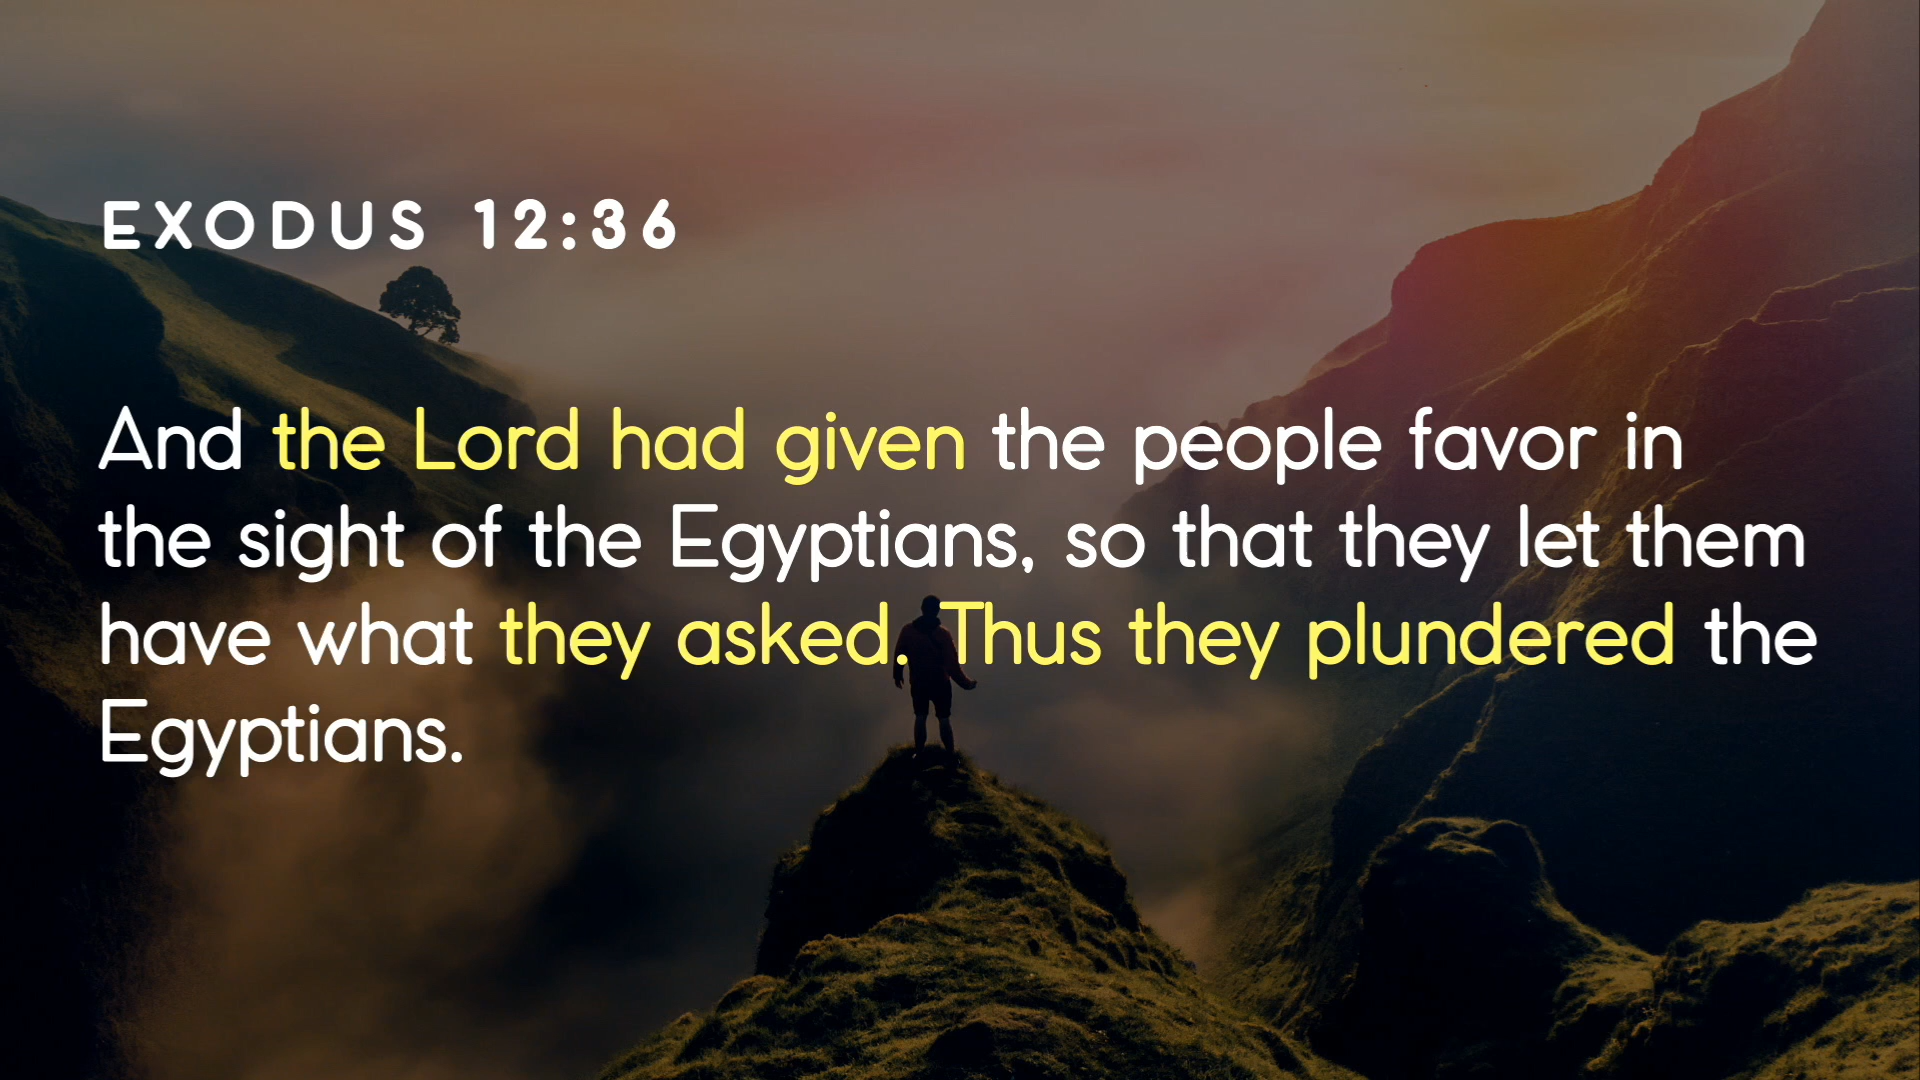 EXODUS 12:36
And the Lord had given the people favor in
the sight of the Egyptians, so that they let them
have what they asked. Thus they plundered the
Egyptians.